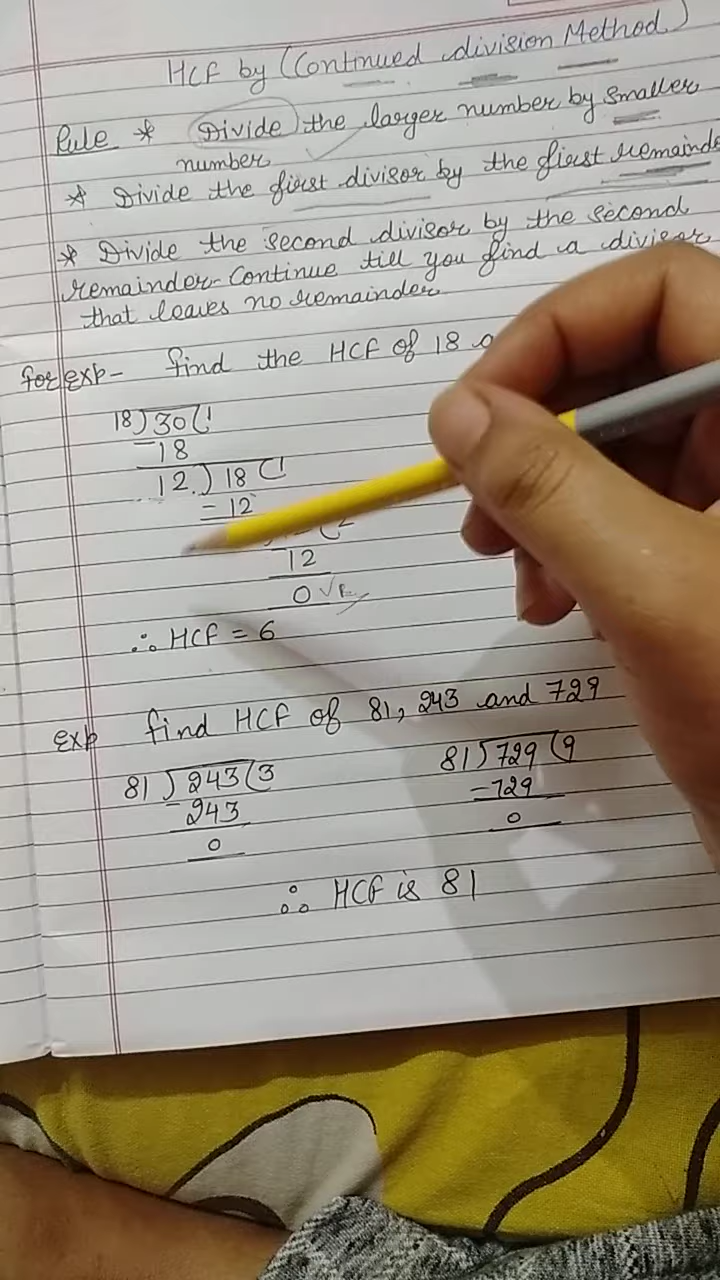 HCF by (Continued division Method)
Rule * Divide the larger number by smaller
number
* Divide the first divisor by the first remainde
* Divide the second divisor by the second
remainder. Continue till you find a divisor
that leaves no remainder
for exp- find the HCF of 18
18) 30 (1
-18
12) 18 (1
= 12
12
0
∴ HCF = 6
exp find HCF of 81, 243 and 729
81) 243 (3
-243
0
81) 729 (9
-729
0
∴ HCF is 81